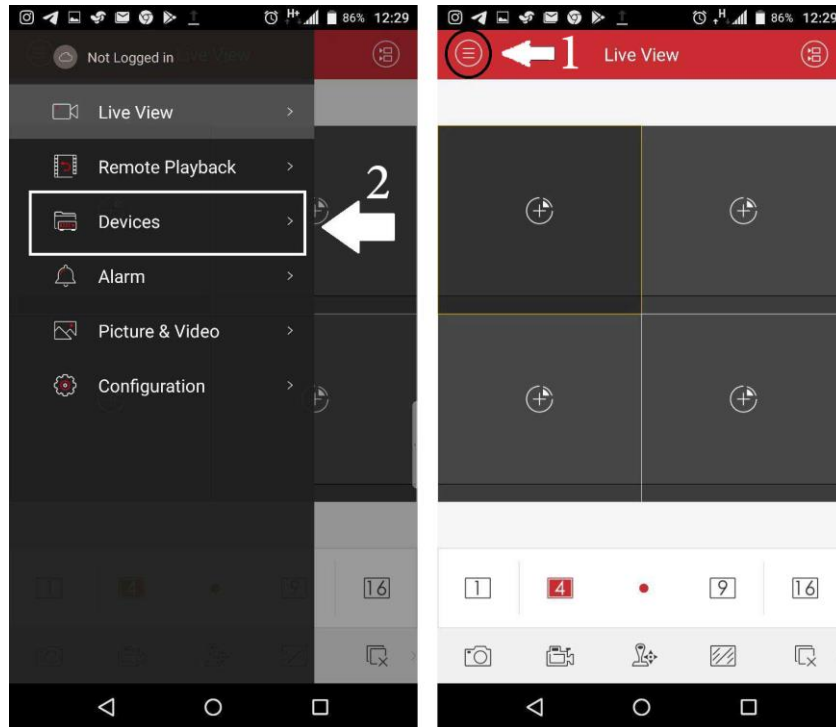 86% 12:29
Not Logged in
Live View
Remote Playback
Devices
Alarm
Picture & Video
Configuration
2
16
86% 12:29
1
Live View
1
4
9
16